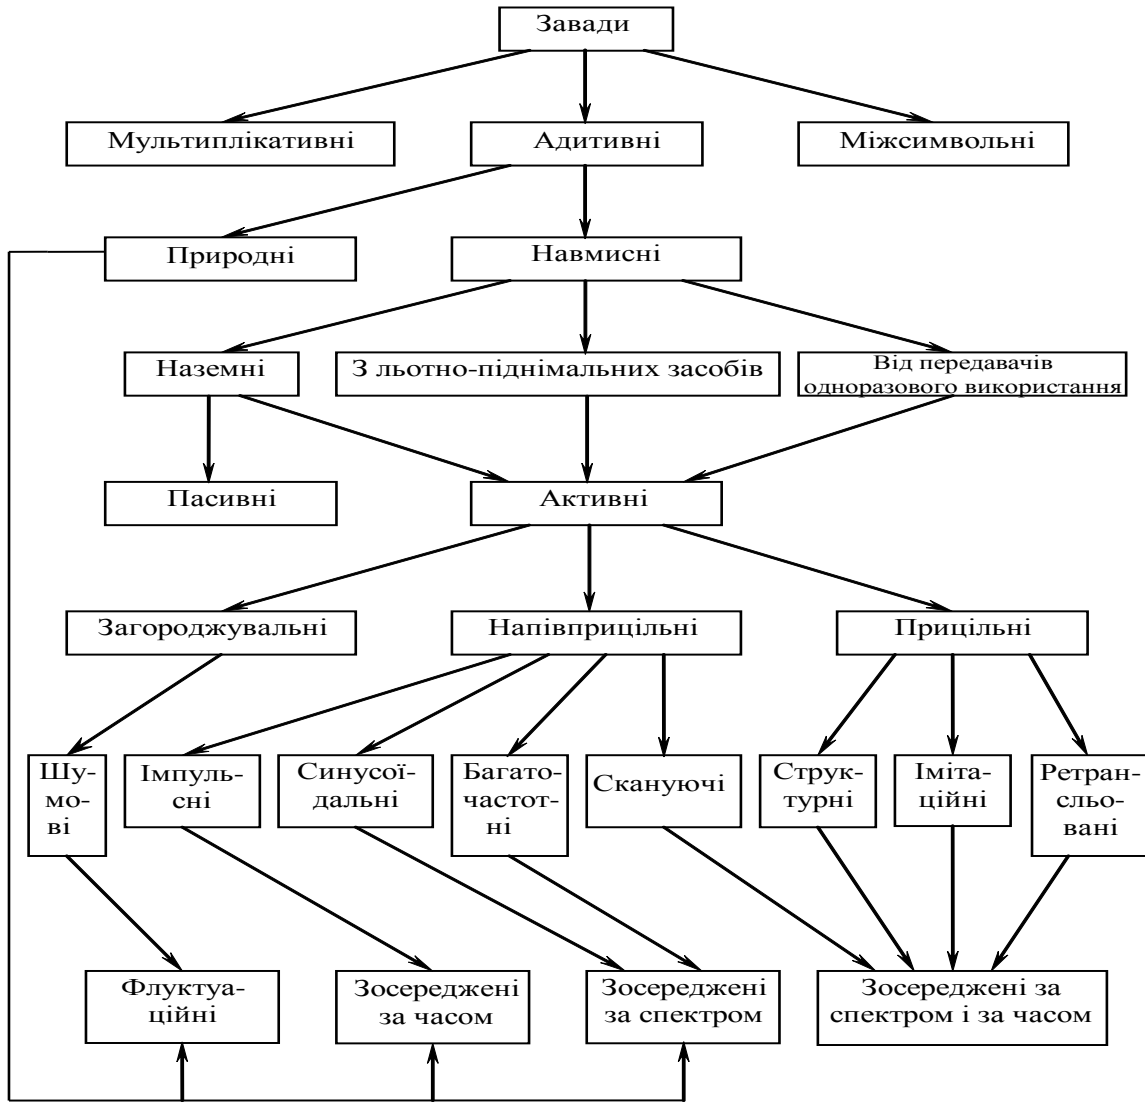 Завади
Мультиплікативні
Адитивні
Міжсимвольні
Природні
Навмисні
Наземні
З льотно-піднімальних засобів
Від передавачів
одноразового використання
Пасивні
Активні
Загороджувальні
Напівприцільні
Прицільні
Шу-
мо-
ві
Імпуль-
сні
Синусої-
дальні
Багато-
частот-
ні
Скануючі
Струк-
турні
Іміта-
ційні
Ретран-
сльо-
вані
Флуктуа-
ційні
Зосереджені
за часом
Зосереджені
за спектром
Зосереджені за
спектром і за часом